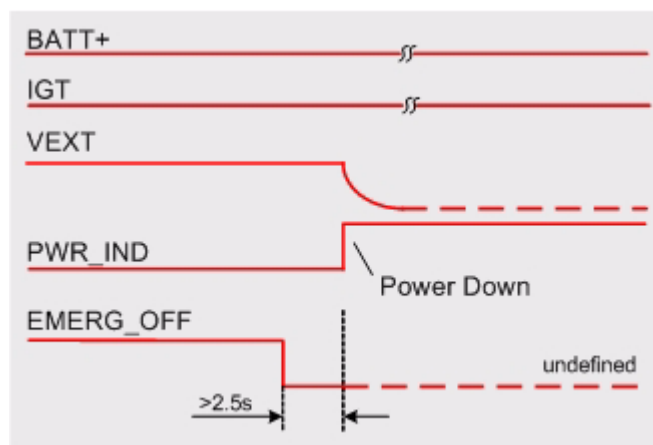 BATT+
IGT
VEXT
PWR_IND
Power Down
EMERG_OFF
undefined
>2.5s